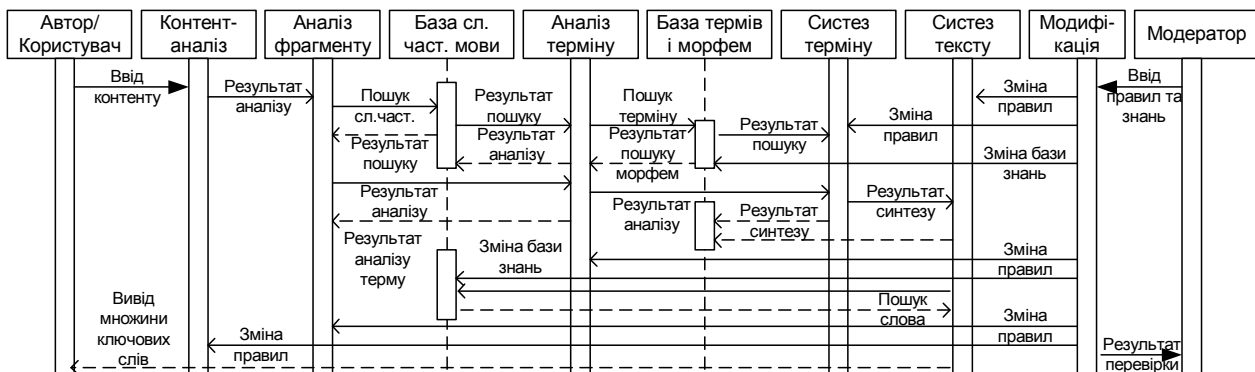 Автор/
Користувач
Контент-
аналіз
Аналіз
фрагменту
База сл.
част. мови
Аналіз
терміну
База термів
і морфем
Систез
терміну
Систез
тексту
Модифі-
кація
Модератор
Ввід
контенту
Результат
аналізу
Пошук
сл.част.
Результат
пошуку
Результат
пошуку
Результат
аналізу
Пошук
терміну
Результат
пошуку
морфем
Результат
пошуку
Зміна
правил
Зміна
правил
Ввід
правил та
знань
Зміна бази
знань
Результат
аналізу
Результат
аналізу
Результат
синтезу
Результат
синтезу
Результат
аналізу
терму
Зміна бази
знань
Зміна
правил
Пошук
слова
Зміна
правил
Вивід
множини
ключових
слів
Зміна
правил
Результат
перевірки